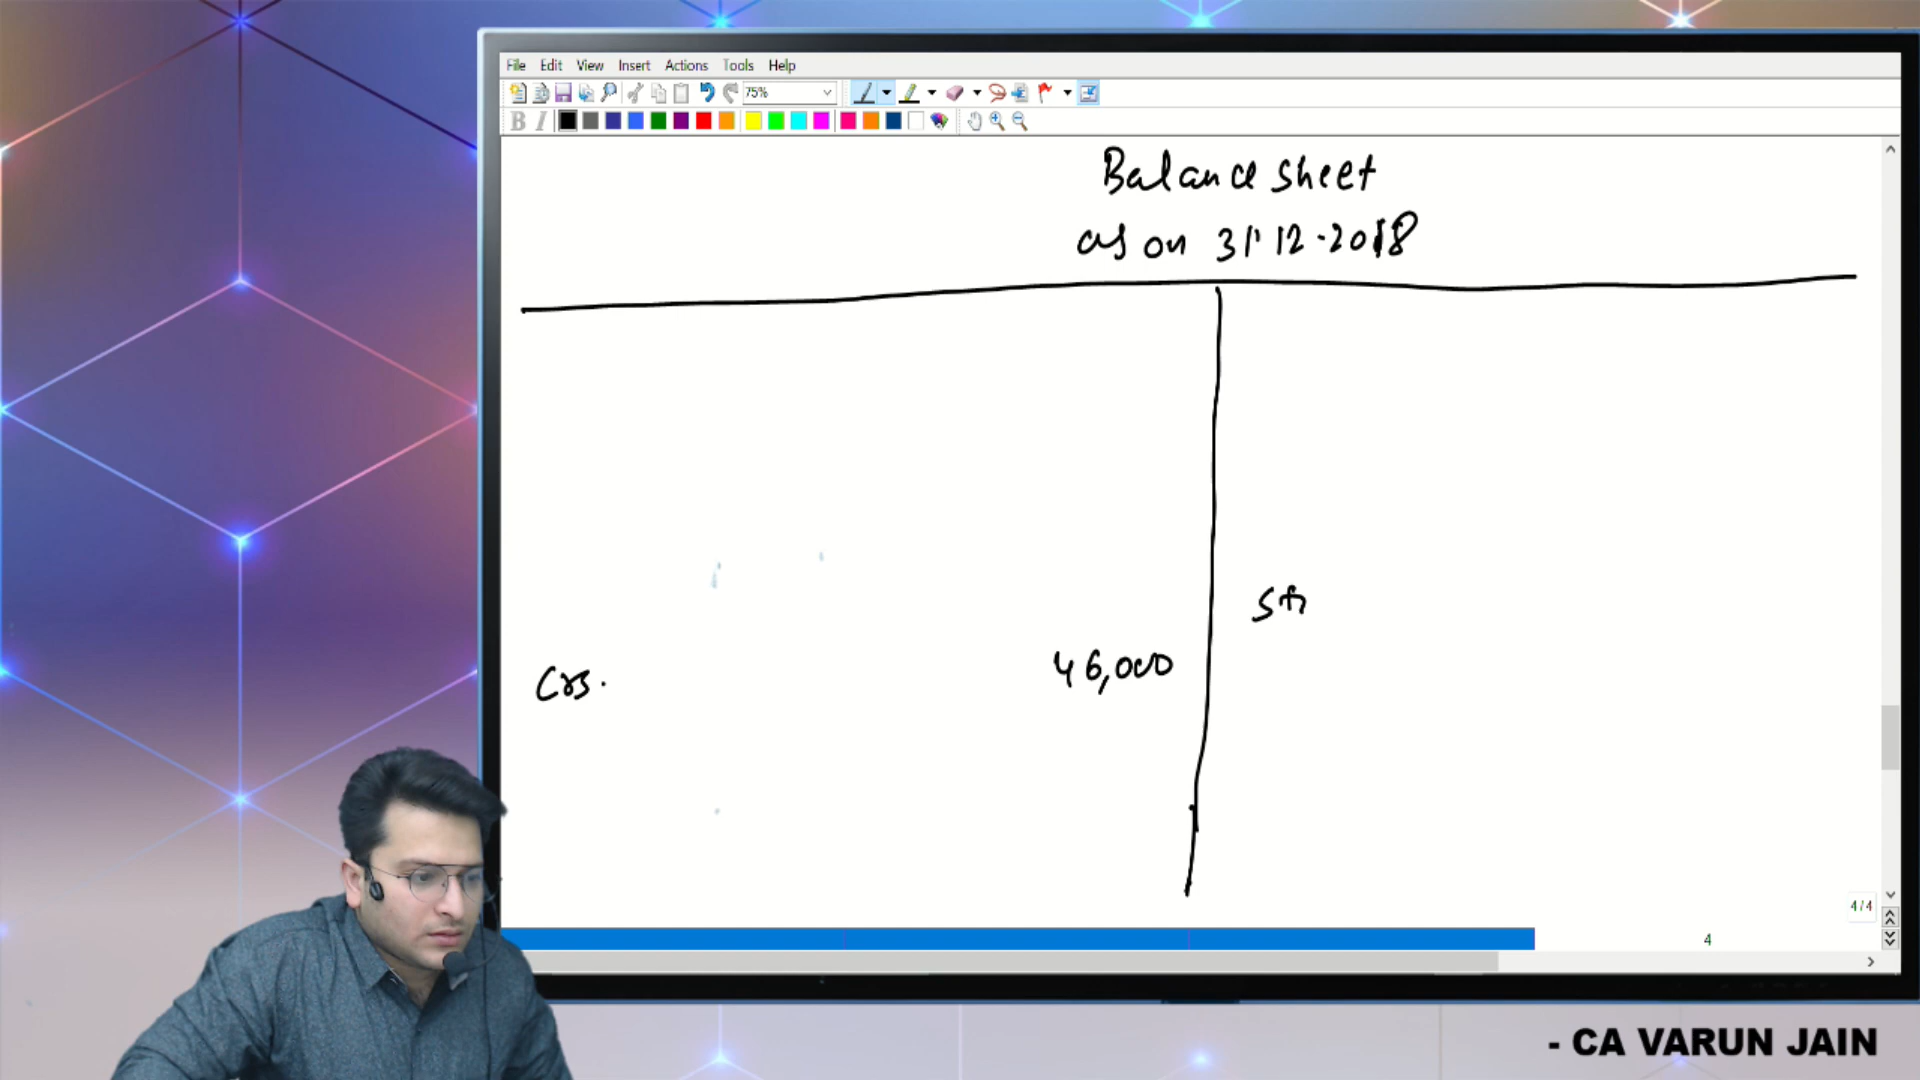 File Edit View Insert Actions Tools Help
75%
B I
Balance sheet
as on 31.12.2018
Crs. 46,000
4/4
4
- CA VARUN JAIN